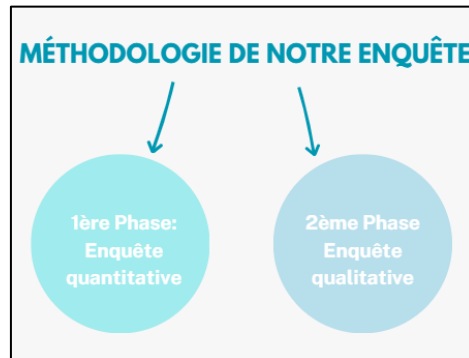 MÉTHODOLOGIE DE NOTRE ENQUÊTE
1ère Phase:
Enquête
quantitative
2ème Phase
Enquête
qualitative